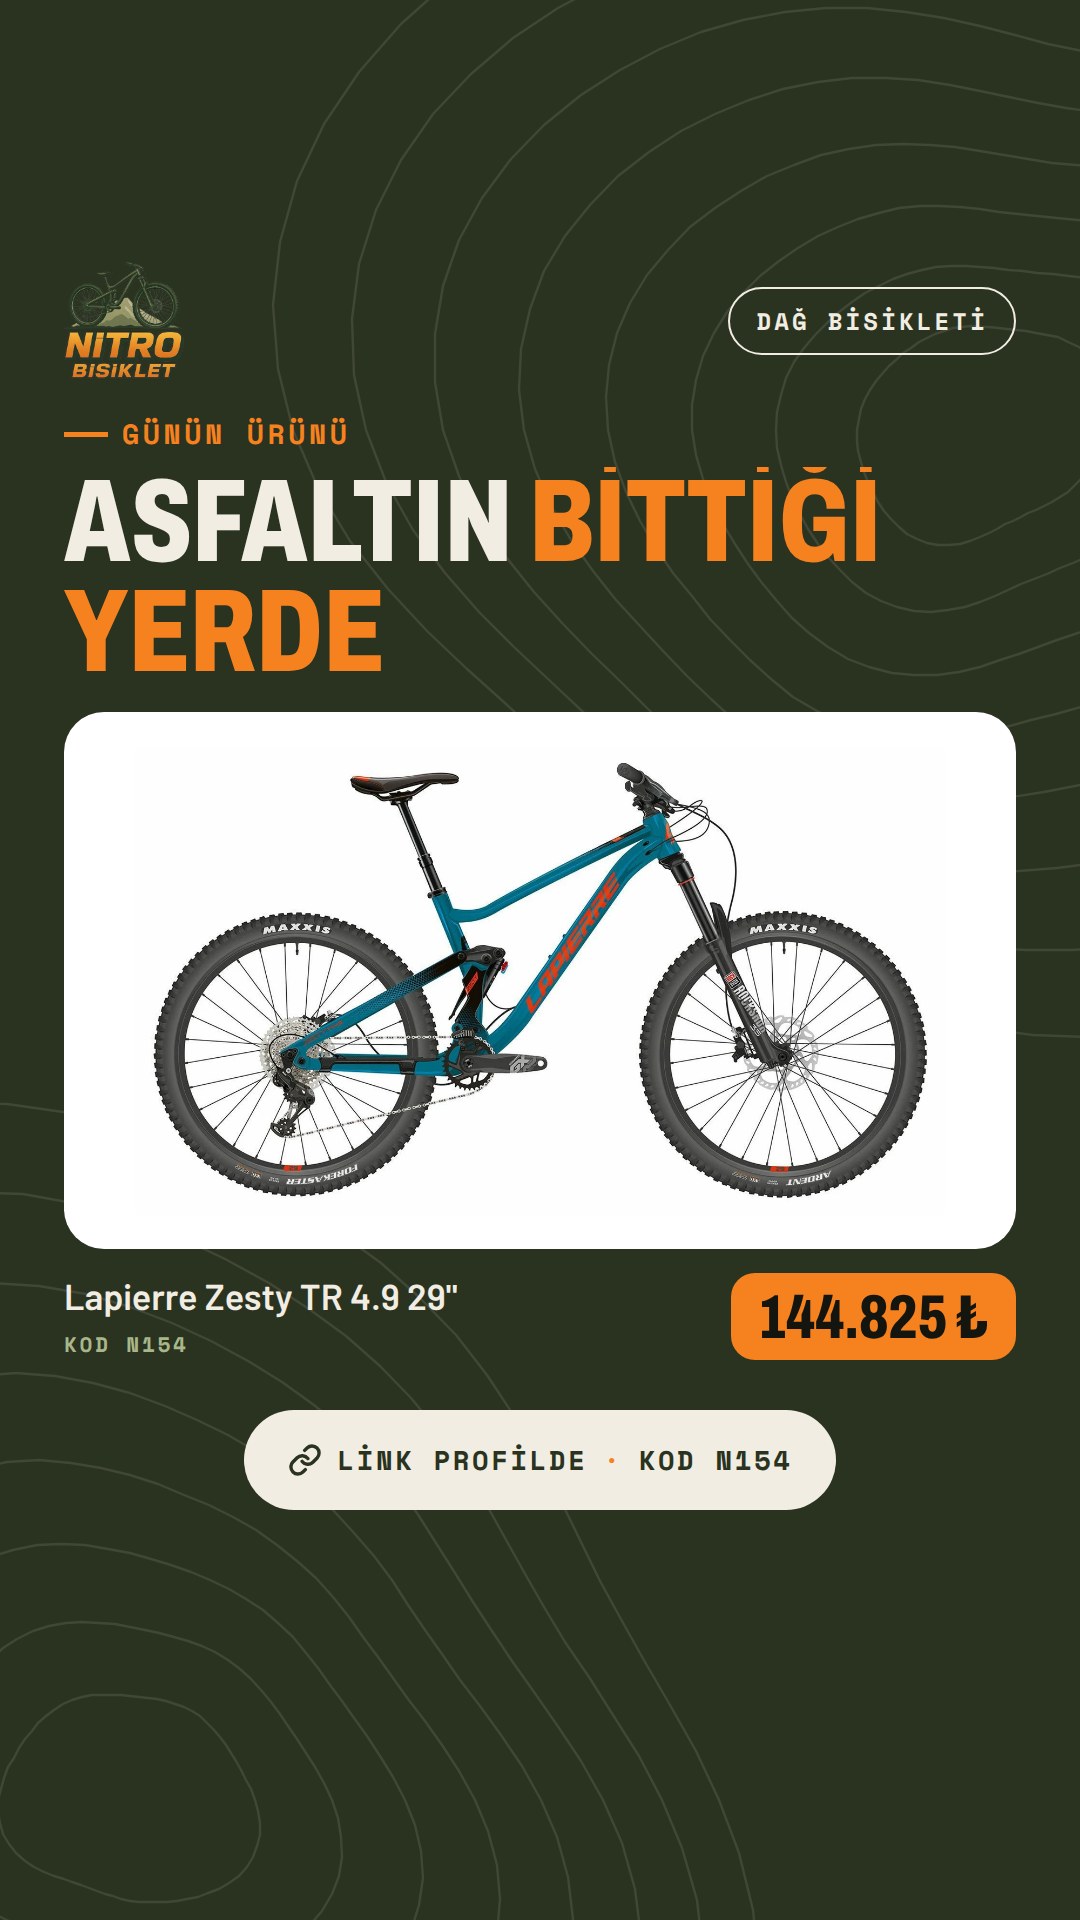 NiTRO
BiSiKLET
DAĞ BİSİKLETİ
GÜNÜN ÜRÜNÜ
ASFALTIN BİTTİĞİ
YERDE
MAXXIS
MAXXIS
LAPIERRE
ROCKSHOX
FOREKASTER
ARDENT
Lapierre Zesty TR 4.9 29"
KOD N154
144.825 ₺
LİNK PROFİLDE · KOD N154